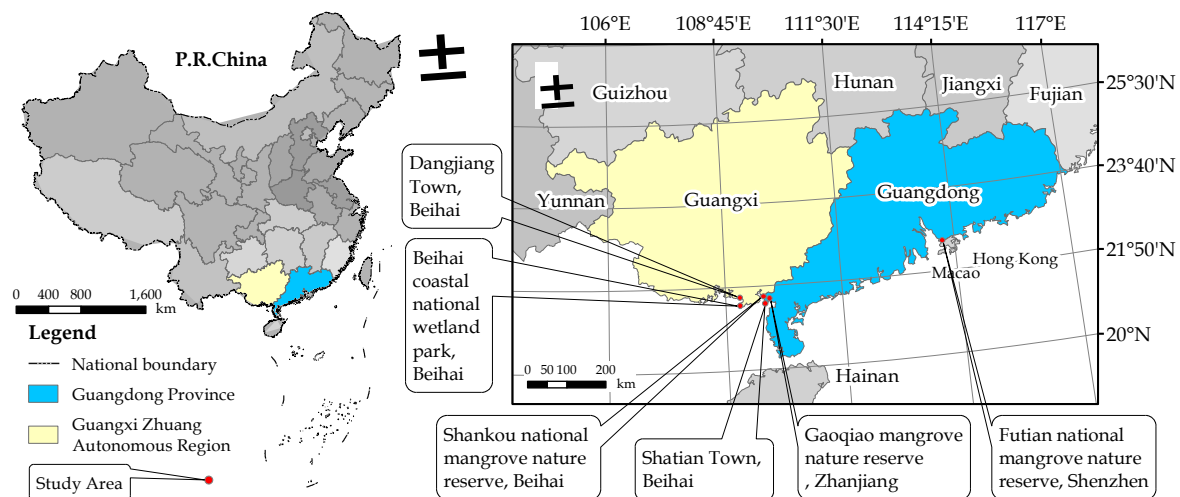 P.R.China
0 400 800 1,600
km
Legend
National boundary
Guangdong Province
Guangxi Zhuang
Autonomous Region
Study Area
106°E
108°45'E
111°30'E
114°15'E
117°E
25°30'N
23°40'N
21°50'N
20°N
Guizhou
Hunan
Jiangxi
Fujian
Yunnan
Guangxi
Guangdong
Macao
Hong Kong
Hainan
0 50 100 200
km
Dangjiang
Town,
Beihai
Beihai
coastal
national
wetland
park,
Beihai
Shankou national
mangrove nature
reserve, Beihai
Shatian Town,
Beihai
Gaoqiao mangrove
nature reserve
, Zhanjiang
Futian national
mangrove nature
reserve, Shenzhen